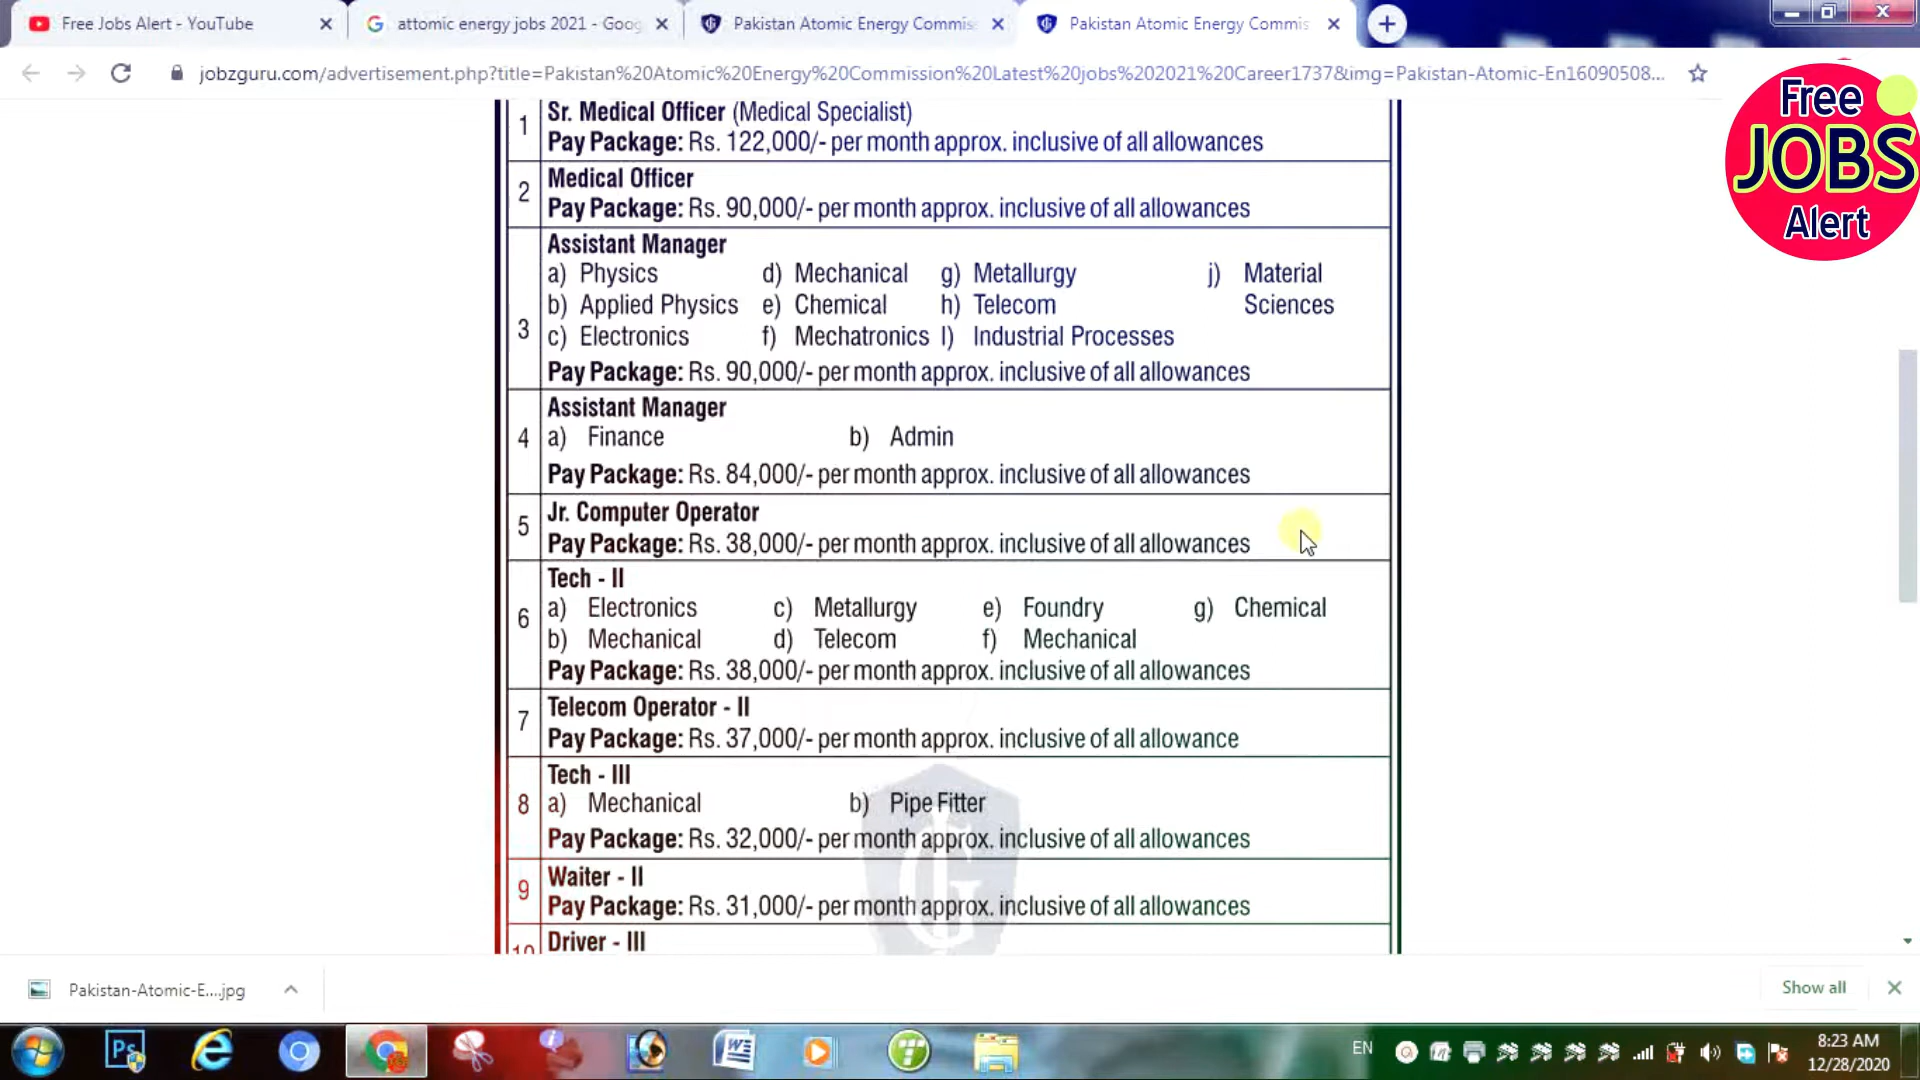 Free Jobs Alert - YouTube
attomic energy jobs 2021 - Goog
Pakistan Atomic Energy Commis
Pakistan Atomic Energy Commis
jobzguru.com/advertisement.php?title=Pakistan%20Atomic%20Energy%20Commission%20Latest%20jobs%202021%20Career1737&img=Pakistan-Atomic-En16090508...
Free
JOBS
Alert
1 Sr. Medical Officer (Medical Specialist)
Pay Package: Rs. 122,000/- per month approx. inclusive of all allowances
2 Medical Officer
Pay Package: Rs. 90,000/- per month approx. inclusive of all allowances
3 Assistant Manager
a) Physics d) Mechanical g) Metallurgy j) Material
b) Applied Physics e) Chemical h) Telecom Sciences
c) Electronics f) Mechatronics I) Industrial Processes
Pay Package: Rs. 90,000/- per month approx. inclusive of all allowances
4 Assistant Manager
a) Finance b) Admin
Pay Package: Rs. 84,000/- per month approx. inclusive of all allowances
5 Jr. Computer Operator
Pay Package: Rs. 38,000/- per month approx. inclusive of all allowances
6 Tech - II
a) Electronics c) Metallurgy e) Foundry g) Chemical
b) Mechanical d) Telecom f) Mechanical
Pay Package: Rs. 38,000/- per month approx. inclusive of all allowances
7 Telecom Operator - II
Pay Package: Rs. 37,000/- per month approx. inclusive of all allowance
8 Tech - III
a) Mechanical b) Pipe Fitter
Pay Package: Rs. 32,000/- per month approx. inclusive of all allowances
9 Waiter - II
Pay Package: Rs. 31,000/- per month approx. inclusive of all allowances
10 Driver - III
Pakistan-Atomic-E....jpg
Show all
Ps
EN
8:23 AM
12/28/2020